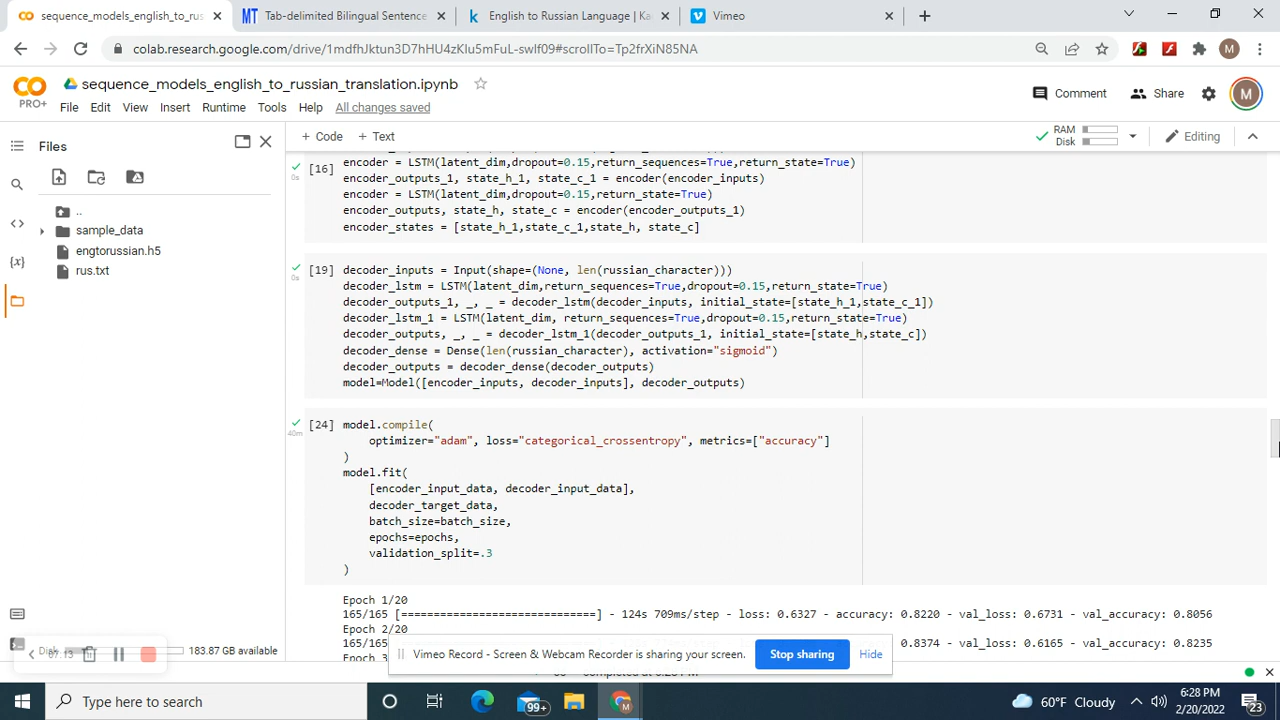 sequence_models_english_to_rus
Tab-delimited Bilingual Sentence
English to Russian Language | Ka
Vimeo
colab.research.google.com/drive/1mdfhJktun3D7hHU4zKlu5mFuL-swIf09#scrollTo=Tp2frXiN85NA
M
sequence_models_english_to_russian_translation.ipynb
PRO+
File Edit View Insert Runtime Tools Help All changes saved
Comment Share M
Files
+ Code + Text
RAM
Disk
Editing
..
sample_data
engtorussian.h5
rus.txt
{x}
[16]
0s
encoder = LSTM(latent_dim,dropout=0.15,return_sequences=True,return_state=True)
encoder_outputs_1, state_h_1, state_c_1 = encoder(encoder_inputs)
encoder = LSTM(latent_dim,dropout=0.15,return_state=True)
encoder_outputs, state_h, state_c = encoder(encoder_outputs_1)
encoder_states = [state_h_1,state_c_1,state_h, state_c]
[19]
0s
decoder_inputs = Input(shape=(None, len(russian_character)))
decoder_lstm = LSTM(latent_dim,return_sequences=True,dropout=0.15,return_state=True)
decoder_outputs_1, _, _ = decoder_lstm(decoder_inputs, initial_state=[state_h_1,state_c_1])
decoder_lstm_1 = LSTM(latent_dim, return_sequences=True,dropout=0.15,return_state=True)
decoder_outputs, _, _ = decoder_lstm_1(decoder_outputs_1, initial_state=[state_h,state_c])
decoder_dense = Dense(len(russian_character), activation="sigmoid")
decoder_outputs = decoder_dense(decoder_outputs)
model=Model([encoder_inputs, decoder_inputs], decoder_outputs)
[24]
40m
model.compile(
optimizer="adam", loss="categorical_crossentropy", metrics=["accuracy"]
)
model.fit(
[encoder_input_data, decoder_input_data],
decoder_target_data,
batch_size=batch_size,
epochs=epochs,
validation_split=.3
)
Epoch 1/20
165/165 [==============================] - 124s 709ms/step - loss: 0.6327 - accuracy: 0.8220 - val_loss: 0.6731 - val_accuracy: 0.8056
Epoch 2/20
: 0.8374 - val_loss: 0.6165 - val_accuracy: 0.8235
Disk 183.87 GB available
Vimeo Record - Screen & Webcam Recorder is sharing your screen. Stop sharing Hide
Type here to search
99+
60°F Cloudy
6:28 PM
2/20/2022
23